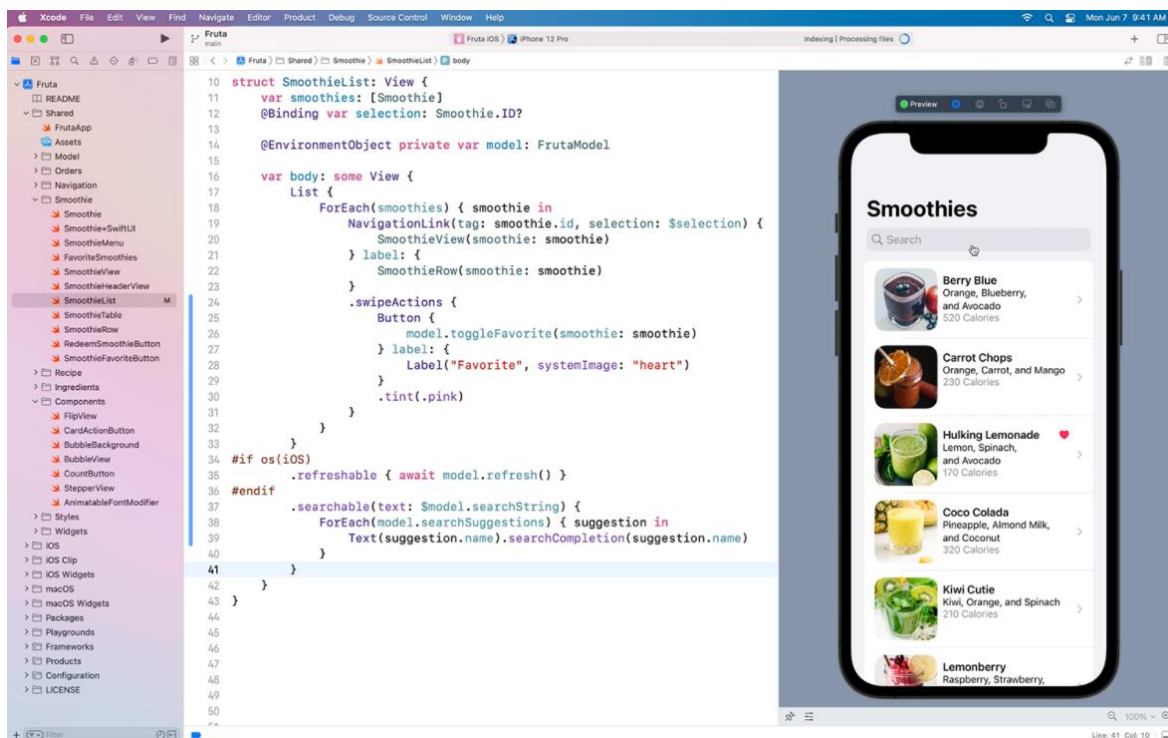 Xcode File Edit View Find Navigate Editor Product Debug Source Control Window Help
Mon Jun 7 9:41 AM
Fruta
main
Fruta iOS iPhone 12 Pro
Indexing | Processing files
Fruta Shared Smoothie SmoothieList body
Fruta
README
Shared
FrutaApp
Assets
Model
Orders
Navigation
Smoothie
Smoothie
Smoothie+SwiftUI
SmoothieMenu
FavoriteSmoothies
SmoothieView
SmoothieHeaderView
SmoothieList M
SmoothieTable
SmoothieRow
RedeemSmoothieButton
SmoothieFavoriteButton
Recipe
Ingredients
Components
FlipView
CardActionButton
BubbleBackground
BubbleView
CountButton
StepperView
AnimatableFontModifier
Styles
Widgets
iOS
iOS Clip
iOS Widgets
macOS
macOS Widgets
Packages
Playgrounds
Frameworks
Products
Configuration
LICENSE
Filter
10 struct SmoothieList: View {
11 var smoothies: [Smoothie]
12 @Binding var selection: Smoothie.ID?
13
14 @EnvironmentObject private var model: FrutaModel
15
16 var body: some View {
17 List {
18 ForEach(smoothies) { smoothie in
19 NavigationLink(tag: smoothie.id, selection: $selection) {
20 SmoothieView(smoothie: smoothie)
21 } label: {
22 SmoothieRow(smoothie: smoothie)
23 }
24 .swipeActions {
25 Button {
26 model.toggleFavorite(smoothie: smoothie)
27 } label: {
28 Label("Favorite", systemImage: "heart")
29 }
30 .tint(.pink)
31 }
32 }
33 }
34 #if os(iOS)
35 .refreshable { await model.refresh() }
36 #endif
37 .searchable(text: $model.searchString) {
38 ForEach(model.searchSuggestions) { suggestion in
39 Text(suggestion.name).searchCompletion(suggestion.name)
40 }
41 }
42 }
43 }
44
45
46
47
48
49
50
Preview
Smoothies
Search
Berry Blue
Orange, Blueberry,
and Avocado
520 Calories
Carrot Chops
Orange, Carrot, and Mango
230 Calories
Hulking Lemonade
Lemon, Spinach,
and Avocado
170 Calories
Coco Colada
Pineapple, Almond Milk,
and Coconut
320 Calories
Kiwi Cutie
Kiwi, Orange, and Spinach
210 Calories
Lemonberry
Raspberry, Strawberry,
100%
Line: 41 Col: 10